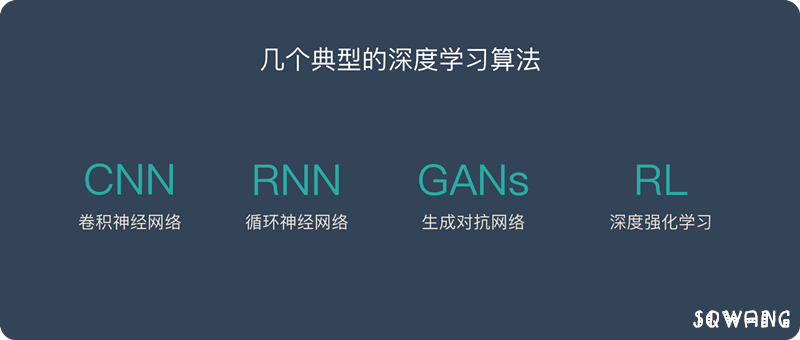 几个典型的深度学习算法
CNN
RNN
GANs
RL
卷积神经网络
循环神经网络
生成对抗网络
深度强化学习